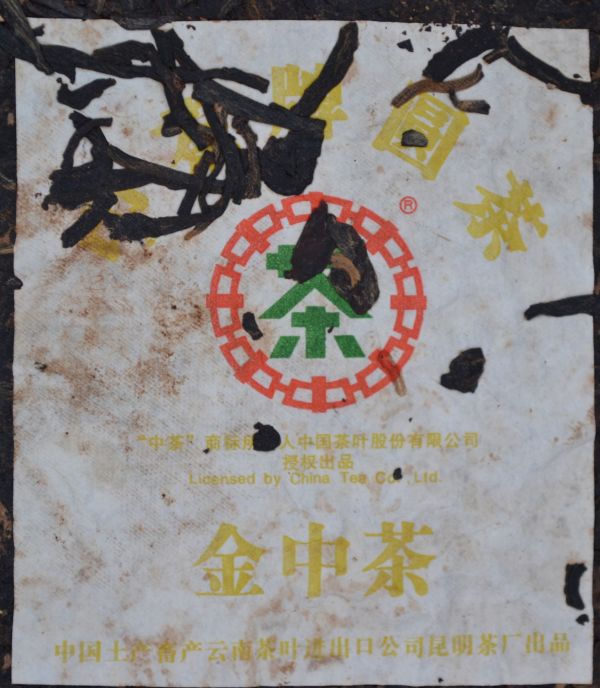 牌圆茶
®
茶
"中茶"商标所 人中国茶叶股份有限公司
授权出品
Licensed by China Tea Co. ,Ltd.
金中茶
中国土产畜产云南茶叶进出口公司昆明茶厂出品